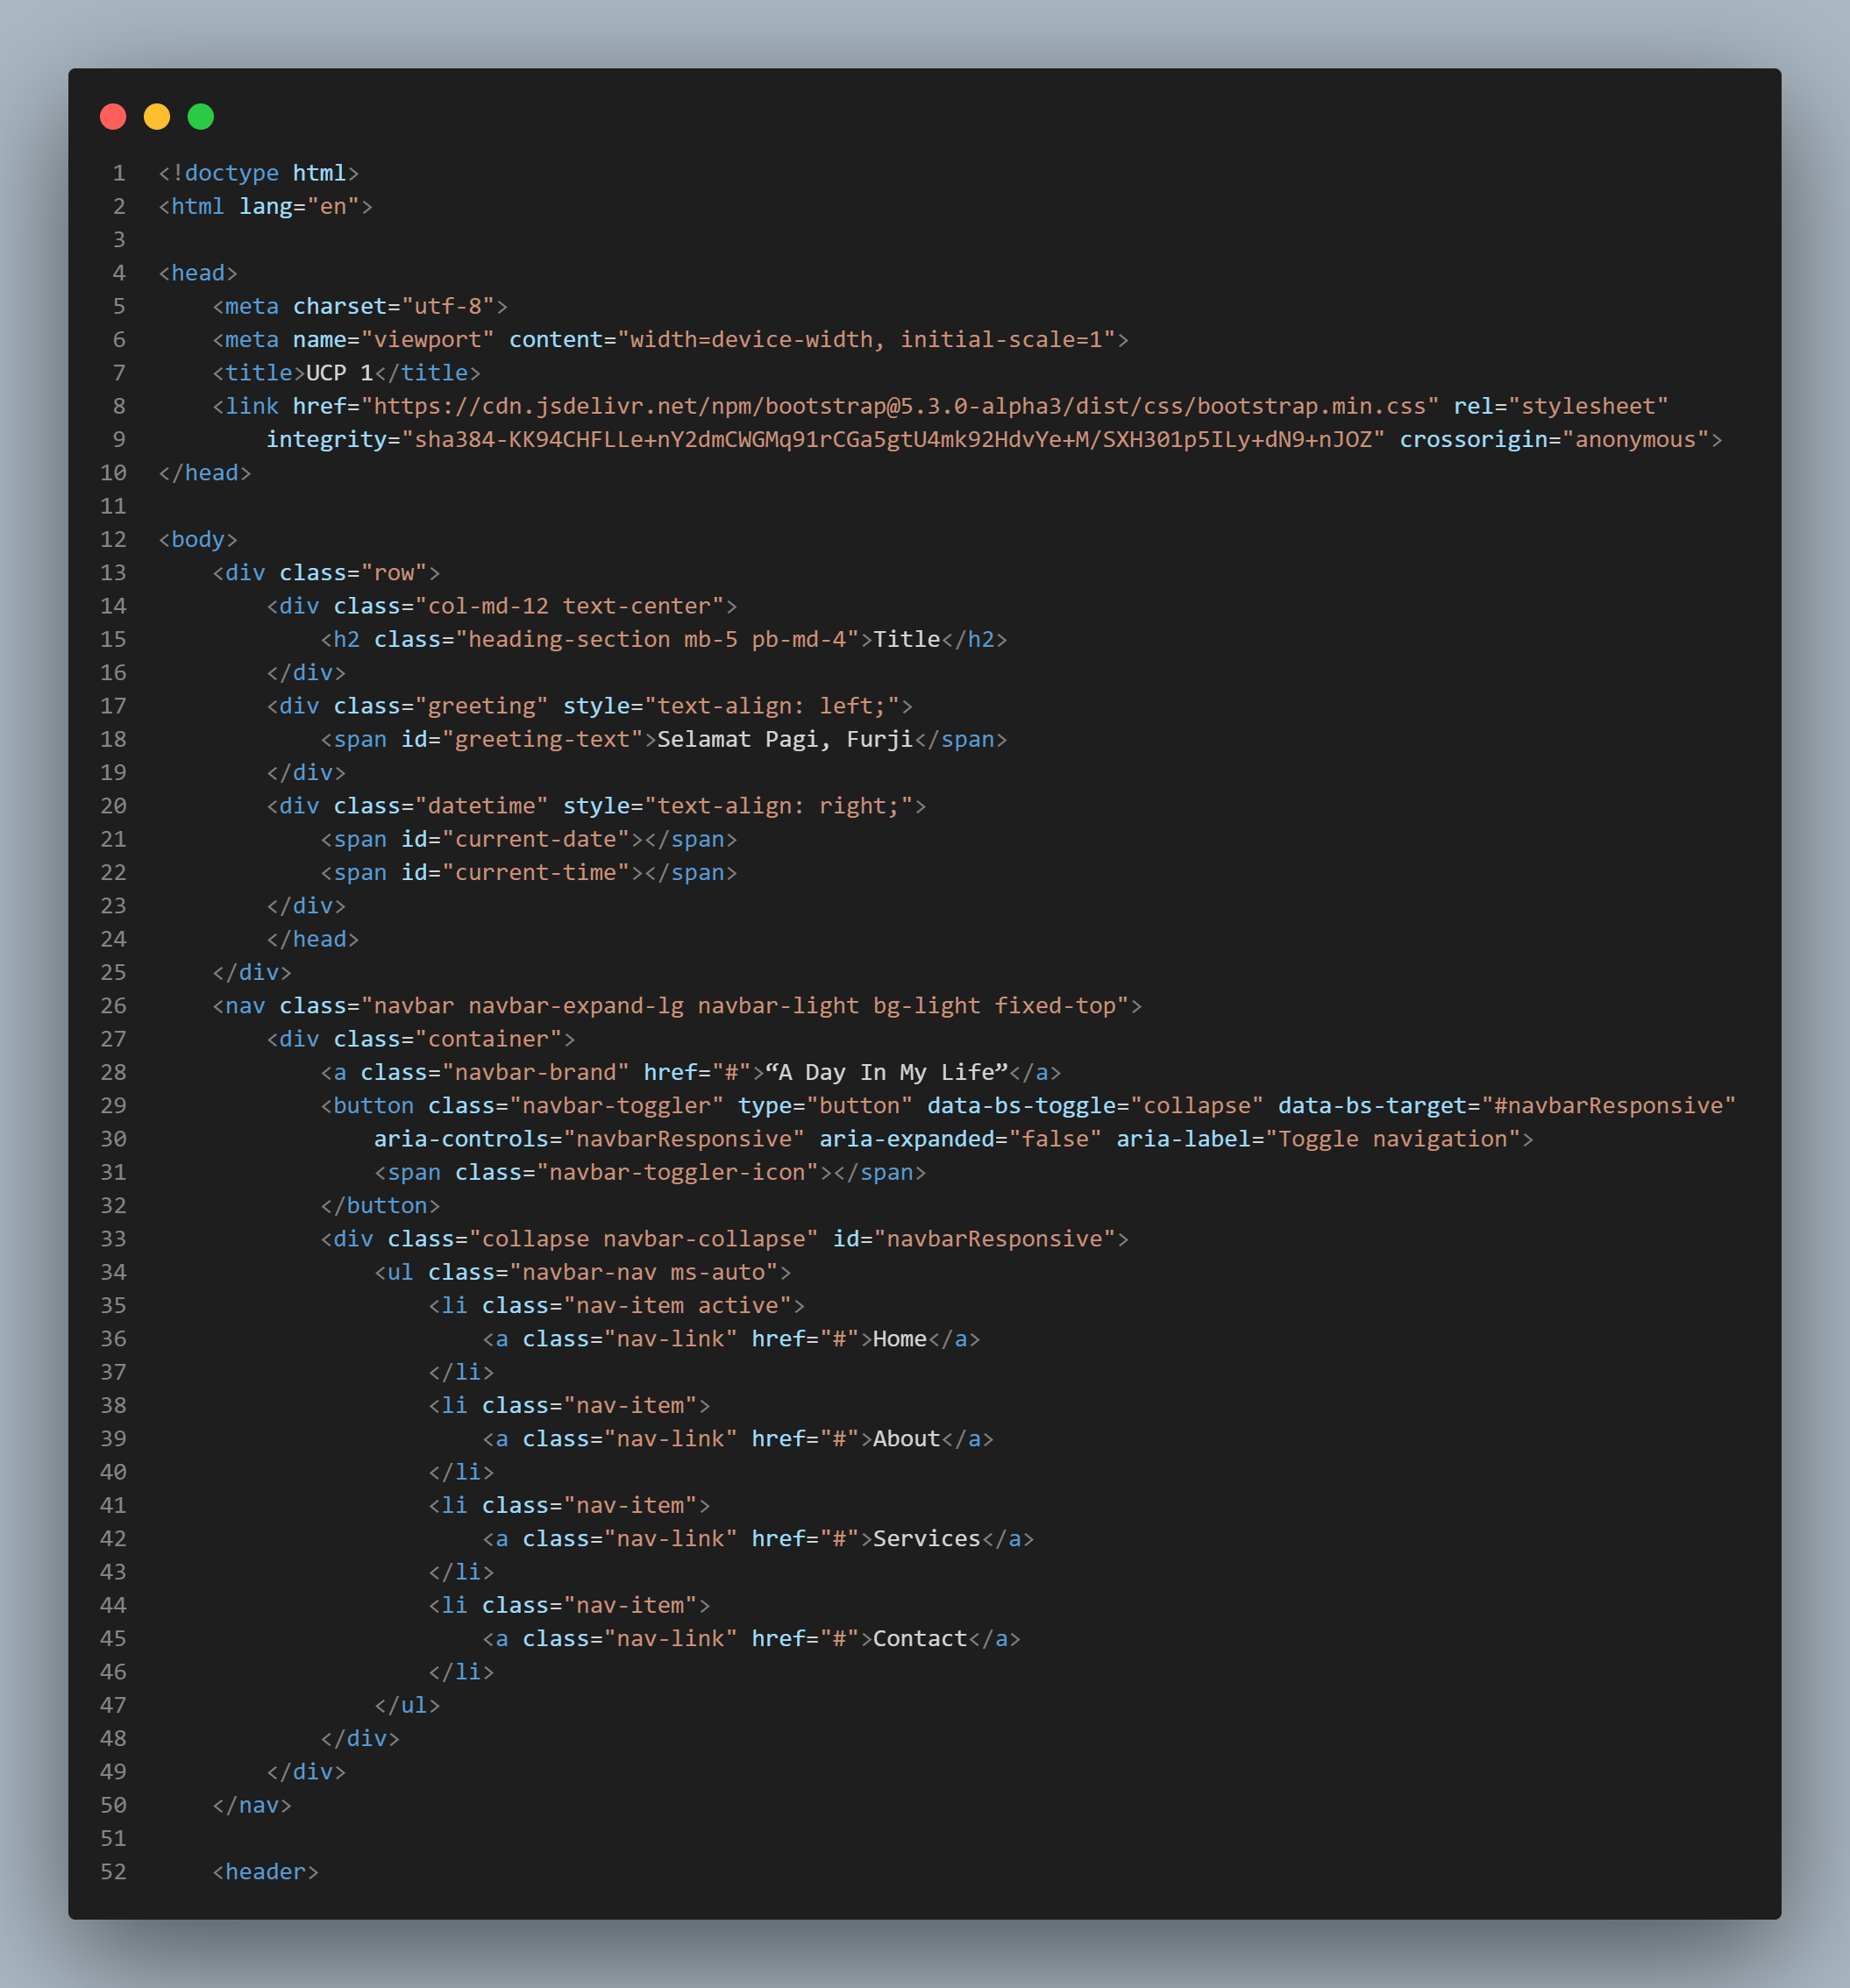 1 <!doctype html>
2 <html lang="en">
3
4 <head>
5     <meta charset="utf-8">
6     <meta name="viewport" content="width=device-width, initial-scale=1">
7     <title>UCP 1</title>
8     <link href="https://cdn.jsdelivr.net/npm/bootstrap@5.3.0-alpha3/dist/css/bootstrap.min.css" rel="stylesheet"
9         integrity="sha384-KK94CHFLLe+nY2dmCWGMq91rCGa5gtU4mk92HdvYe+M/SXH301p5ILy+dN9+nJOZ" crossorigin="anonymous">
10 </head>
11
12 <body>
13     <div class="row">
14         <div class="col-md-12 text-center">
15             <h2 class="heading-section mb-5 pb-md-4">Title</h2>
16         </div>
17         <div class="greeting" style="text-align: left;">
18             <span id="greeting-text">Selamat Pagi, Furji</span>
19         </div>
20         <div class="datetime" style="text-align: right;">
21             <span id="current-date"></span>
22             <span id="current-time"></span>
23         </div>
24         </head>
25     </div>
26     <nav class="navbar navbar-expand-lg navbar-light bg-light fixed-top">
27         <div class="container">
28             <a class="navbar-brand" href="#">“A Day In My Life”</a>
29             <button class="navbar-toggler" type="button" data-bs-toggle="collapse" data-bs-target="#navbarResponsive"
30                 aria-controls="navbarResponsive" aria-expanded="false" aria-label="Toggle navigation">
31                 <span class="navbar-toggler-icon"></span>
32             </button>
33             <div class="collapse navbar-collapse" id="navbarResponsive">
34                 <ul class="navbar-nav ms-auto">
35                     <li class="nav-item active">
36                         <a class="nav-link" href="#">Home</a>
37                     </li>
38                     <li class="nav-item">
39                         <a class="nav-link" href="#">About</a>
40                     </li>
41                     <li class="nav-item">
42                         <a class="nav-link" href="#">Services</a>
43                     </li>
44                     <li class="nav-item">
45                         <a class="nav-link" href="#">Contact</a>
46                     </li>
47                 </ul>
48             </div>
49         </div>
50     </nav>
51
52     <header>